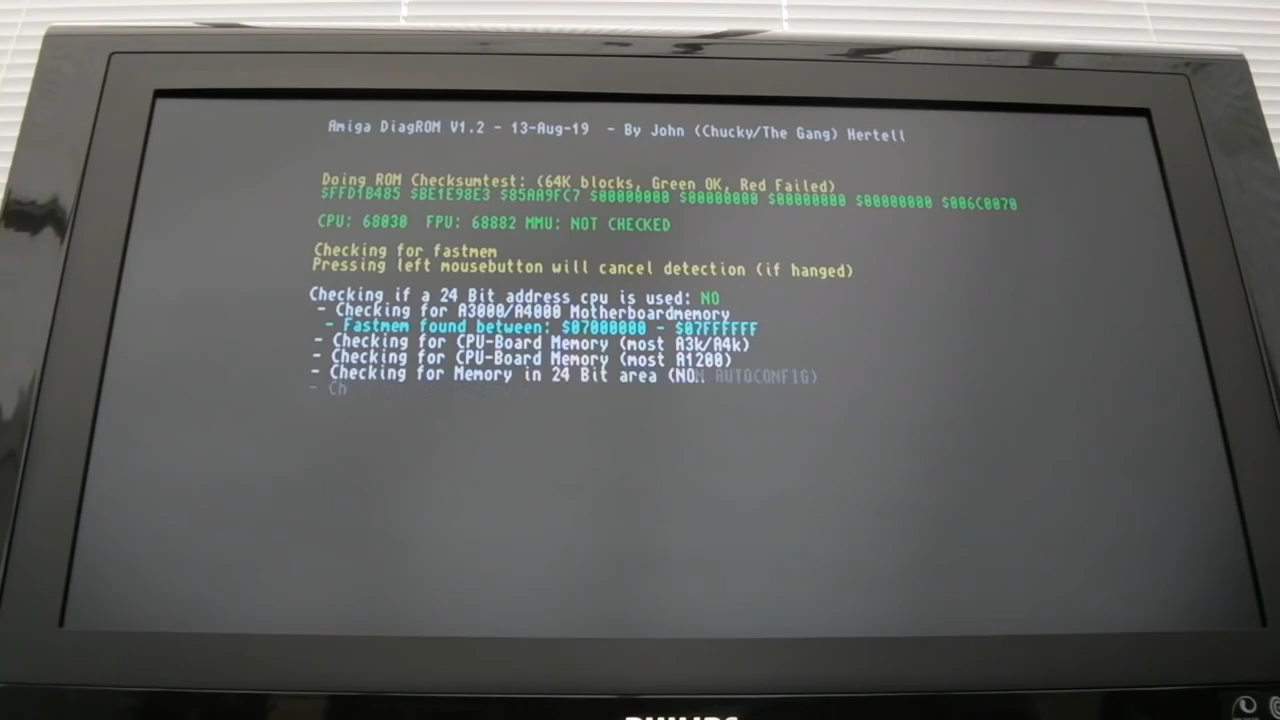 Amiga DiagROM V1.2 - 13-Aug-19 - By John (Chucky/The Gang) Hertell
Doing ROM Checksumtest: (64K blocks, Green OK, Red Failed)
$FFD1B485 $BE1E98E3 $85AA9FC7 $00000000 $00000000 $00000000 $00000000 $006C0070
CPU: 68030 FPU: 68882 MMU: NOT CHECKED
Checking for fastmem
Pressing left mousebutton will cancel detection (if hanged)
Checking if a 24 Bit address cpu is used: NO
- Checking for A3000/A4000 Motherboardmemory
- Fastmem found between: $07000000 - $07FFFFFF
- Checking for CPU-Board Memory (most A3k/A4k)
- Checking for CPU-Board Memory (most A1200)
- Checking for Memory in 24 Bit area (NON AUTOCONFIG)
- Ch
PHILIPS